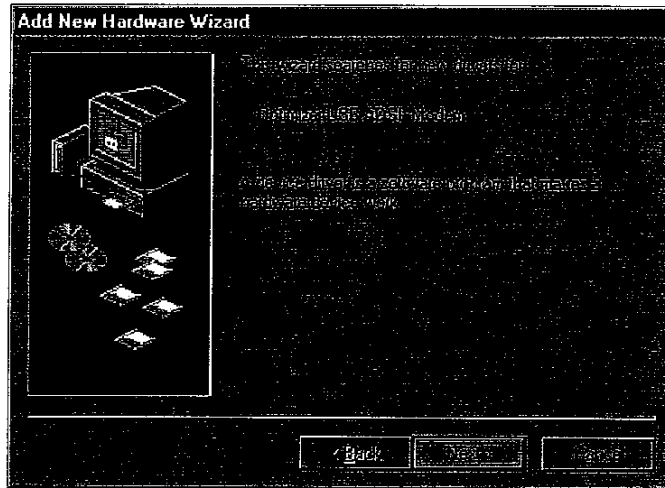 Add New Hardware Wizard
This wizard searches for new drivers for:
USB ADSL Modem
A device driver is a software program that makes a
hardware device work.
< Back
Next >
Cancel